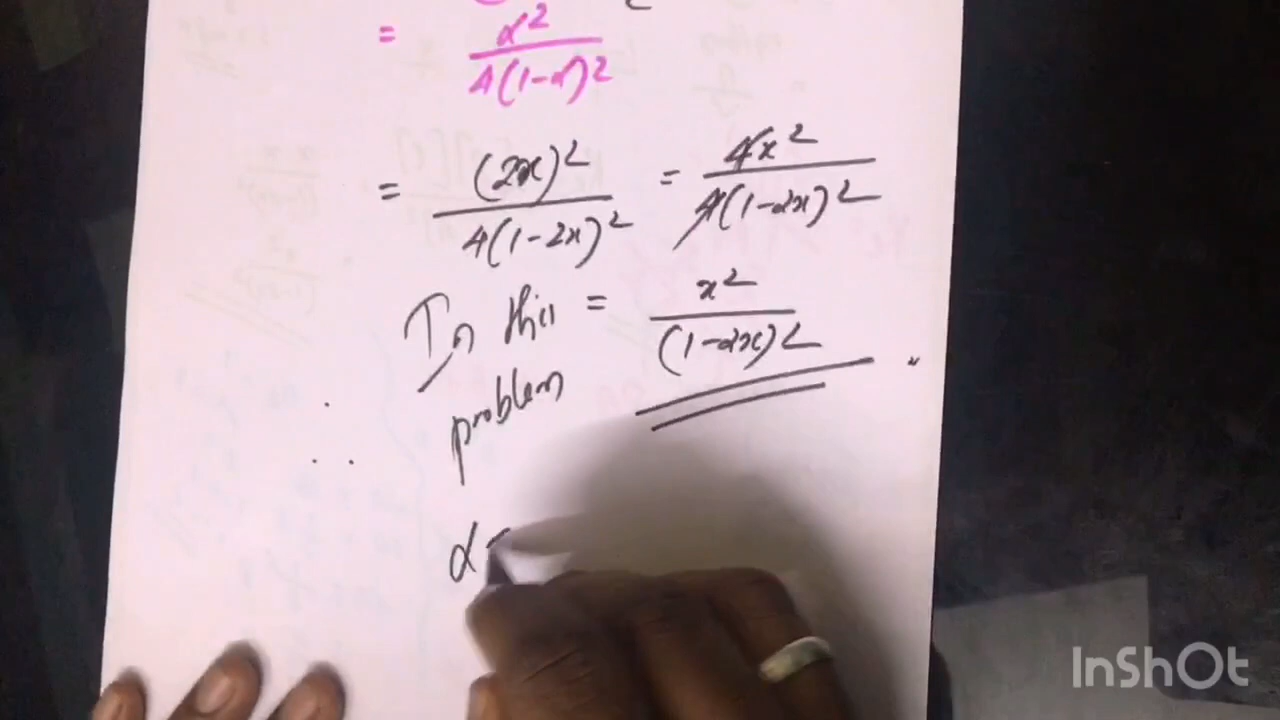 = α² / 4(1-α)²
= (2x)² / 4(1-2x)² = 4x² / 4(1-2x)²
In this = x² / (1-2x)²
problem
α =
InShOt